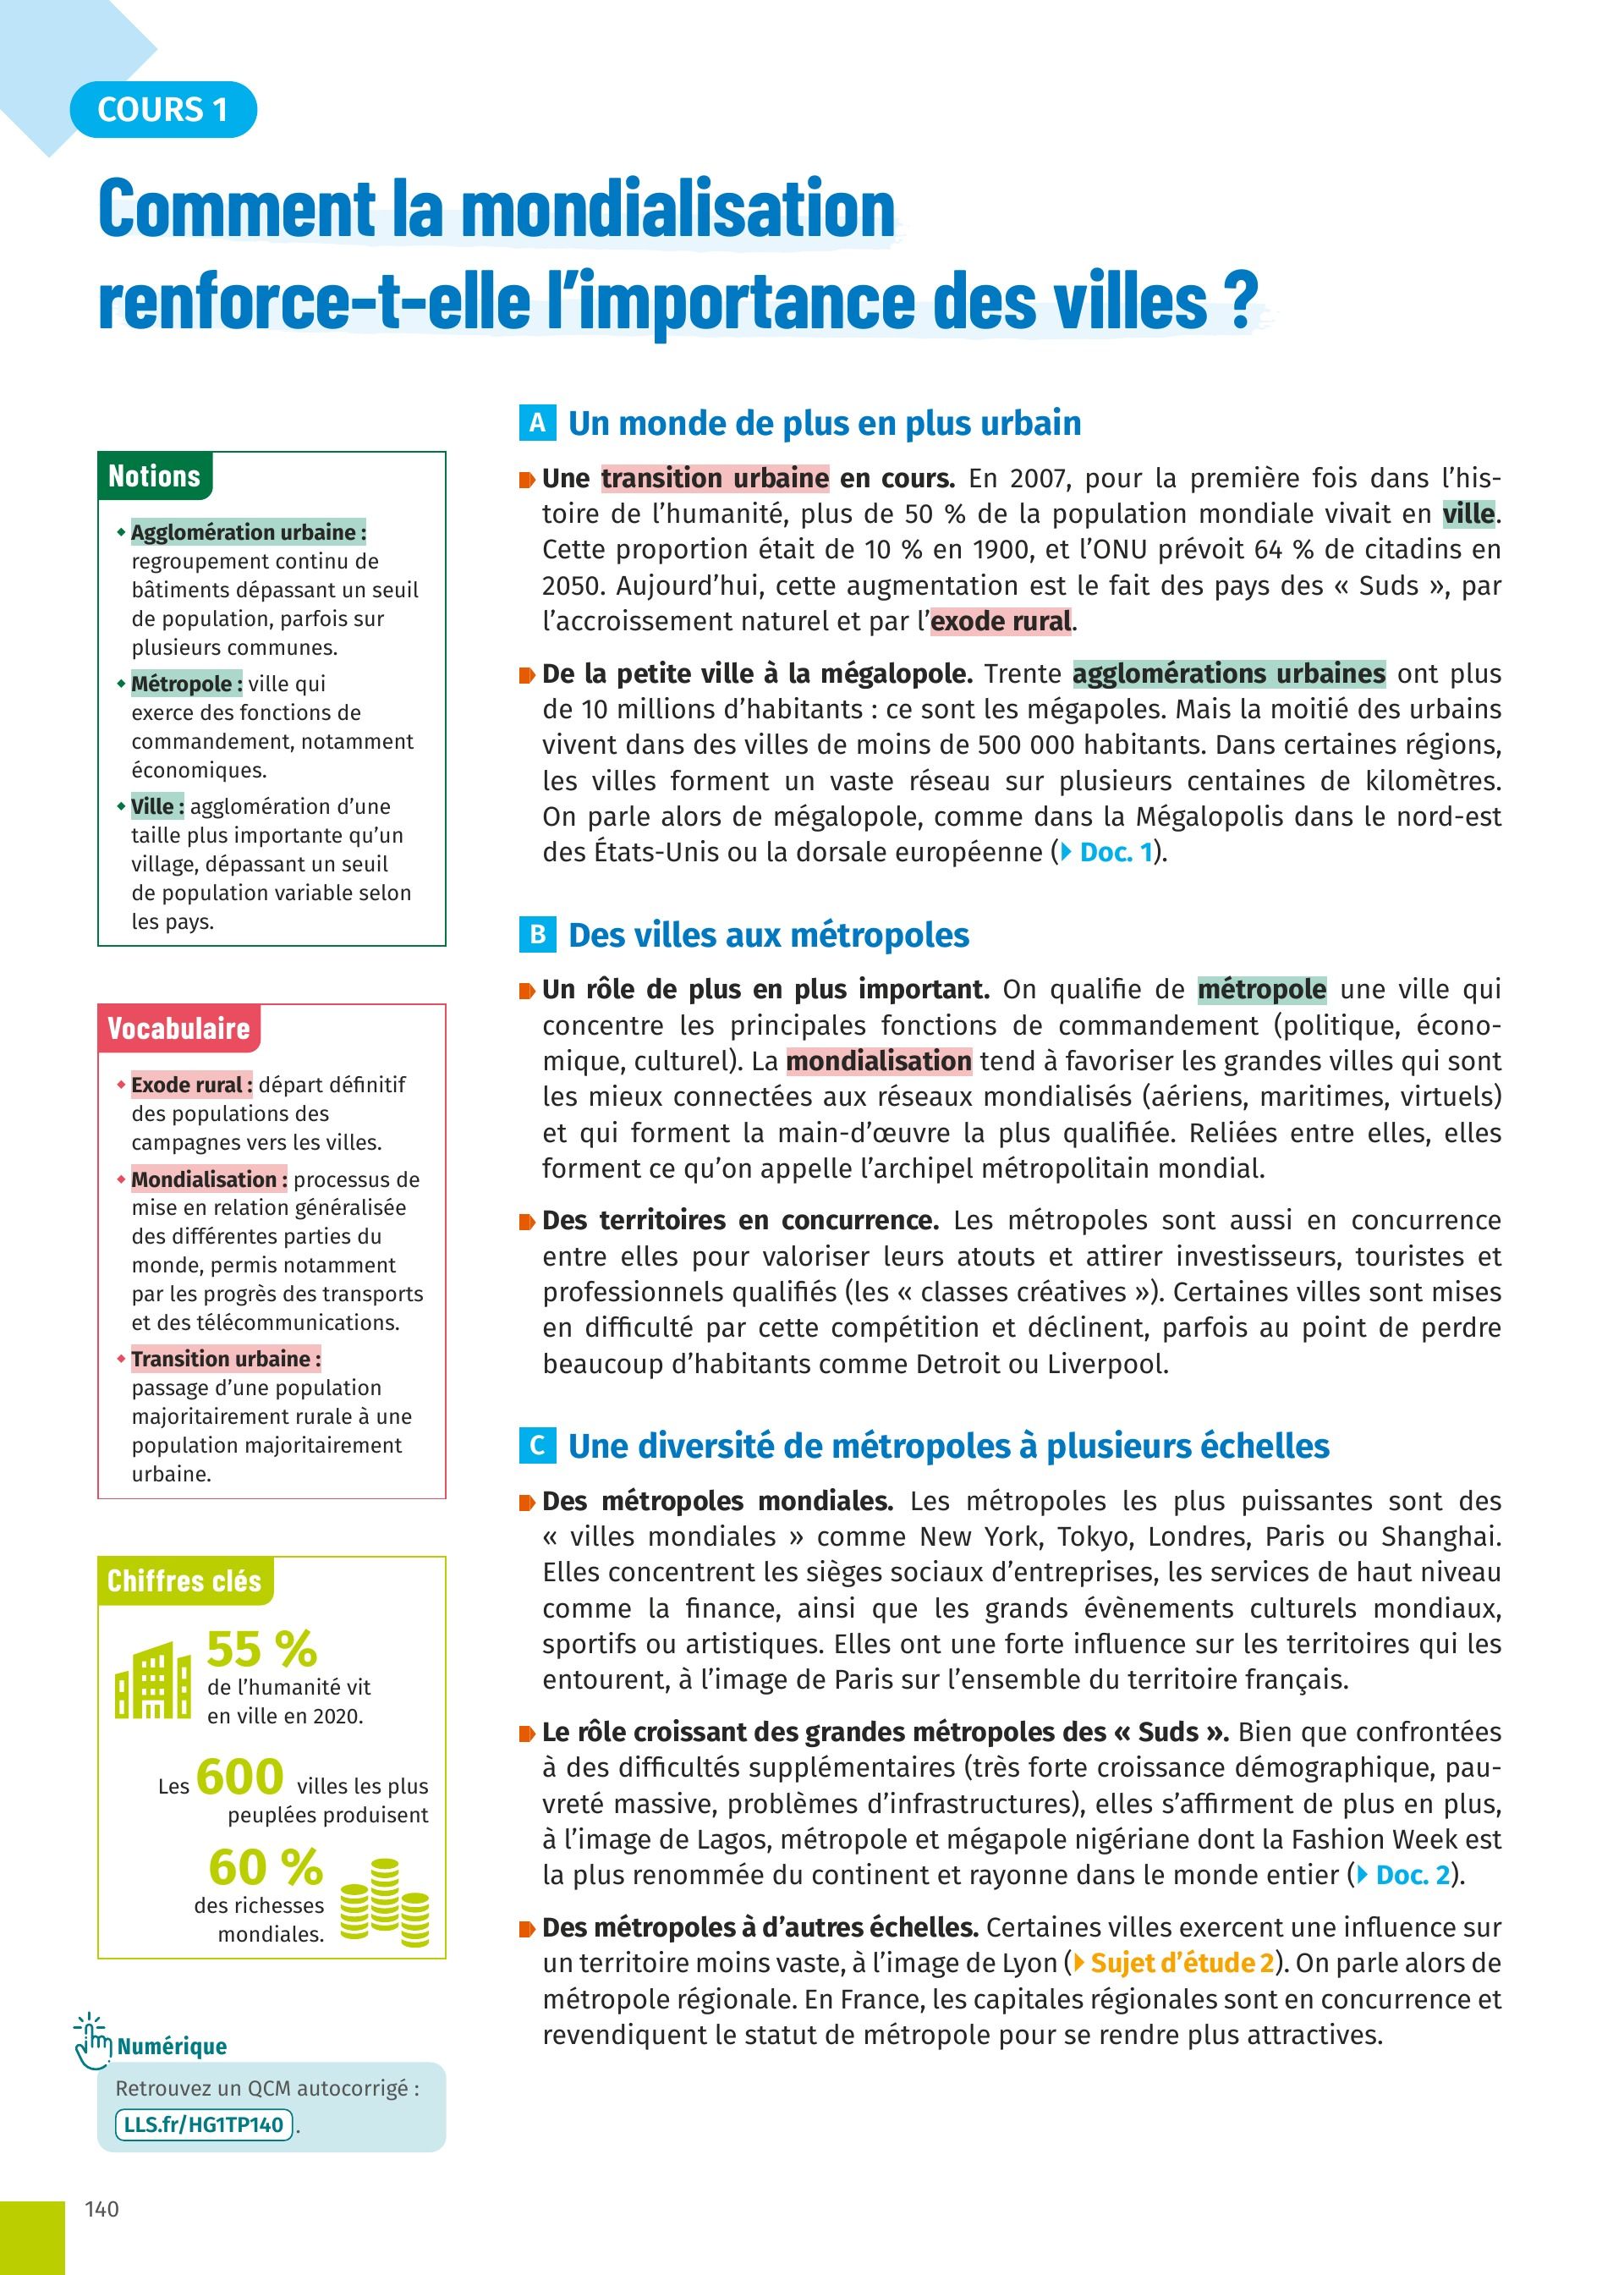 COURS 1
Comment la mondialisation
renforce-t-elle l'importance des villes ?
Notions
Agglomération urbaine :
regroupement continu de
bâtiments dépassant un seuil
de population, parfois sur
plusieurs communes.
Métropole : ville qui
exerce des fonctions de
commandement, notamment
économiques.
Ville : agglomération d'une
taille plus importante qu'un
village, dépassant un seuil
de population variable selon
les pays.
Vocabulaire
Exode rural : départ définitif
des populations des
campagnes vers les villes.
Mondialisation : processus de
mise en relation généralisée
des différentes parties du
monde, permis notamment
par les progrès des transports
et des télécommunications.
Transition urbaine :
passage d'une population
majoritairement rurale à une
population majoritairement
urbaine.
Chiffres clés
55 %
de l'humanité vit
en ville en 2020.
Les 600 villes les plus
peuplées produisent
60 %
des richesses
mondiales.
Numérique
Retrouvez un QCM autocorrigé :
LLS.fr/HG1TP140 .
A Un monde de plus en plus urbain
Une transition urbaine en cours. En 2007, pour la première fois dans l'his-
toire de l'humanité, plus de 50 % de la population mondiale vivait en ville.
Cette proportion était de 10 % en 1900, et l'ONU prévoit 64 % de citadins en
2050. Aujourd'hui, cette augmentation est le fait des pays des « Suds », par
l'accroissement naturel et par l'exode rural.
De la petite ville à la mégalopole. Trente agglomérations urbaines ont plus
de 10 millions d'habitants : ce sont les mégapoles. Mais la moitié des urbains
vivent dans des villes de moins de 500 000 habitants. Dans certaines régions,
les villes forment un vaste réseau sur plusieurs centaines de kilomètres.
On parle alors de mégalopole, comme dans la Mégalopolis dans le nord-est
des États-Unis ou la dorsale européenne (Doc. 1).
B Des villes aux métropoles
Un rôle de plus en plus important. On qualifie de métropole une ville qui
concentre les principales fonctions de commandement (politique, écono-
mique, culturel). La mondialisation tend à favoriser les grandes villes qui sont
les mieux connectées aux réseaux mondialisés (aériens, maritimes, virtuels)
et qui forment la main-d'œuvre la plus qualifiée. Reliées entre elles, elles
forment ce qu'on appelle l'archipel métropolitain mondial.
Des territoires en concurrence. Les métropoles sont aussi en concurrence
entre elles pour valoriser leurs atouts et attirer investisseurs, touristes et
professionnels qualifiés (les « classes créatives »). Certaines villes sont mises
en difficulté par cette compétition et déclinent, parfois au point de perdre
beaucoup d'habitants comme Detroit ou Liverpool.
C Une diversité de métropoles à plusieurs échelles
Des métropoles mondiales. Les métropoles les plus puissantes sont des
« villes mondiales » comme New York, Tokyo, Londres, Paris ou Shanghai.
Elles concentrent les sièges sociaux d'entreprises, les services de haut niveau
comme la finance, ainsi que les grands évènements culturels mondiaux,
sportifs ou artistiques. Elles ont une forte influence sur les territoires qui les
entourent, à l'image de Paris sur l'ensemble du territoire français.
Le rôle croissant des grandes métropoles des « Suds ». Bien que confrontées
à des difficultés supplémentaires (très forte croissance démographique, pau-
vreté massive, problèmes d'infrastructures), elles s'affirment de plus en plus,
à l'image de Lagos, métropole et mégapole nigériane dont la Fashion Week est
la plus renommée du continent et rayonne dans le monde entier (Doc. 2).
Des métropoles à d'autres échelles. Certaines villes exercent une influence sur
un territoire moins vaste, à l'image de Lyon (Sujet d'étude 2). On parle alors de
métropole régionale. En France, les capitales régionales sont en concurrence et
revendiquent le statut de métropole pour se rendre plus attractives.
140